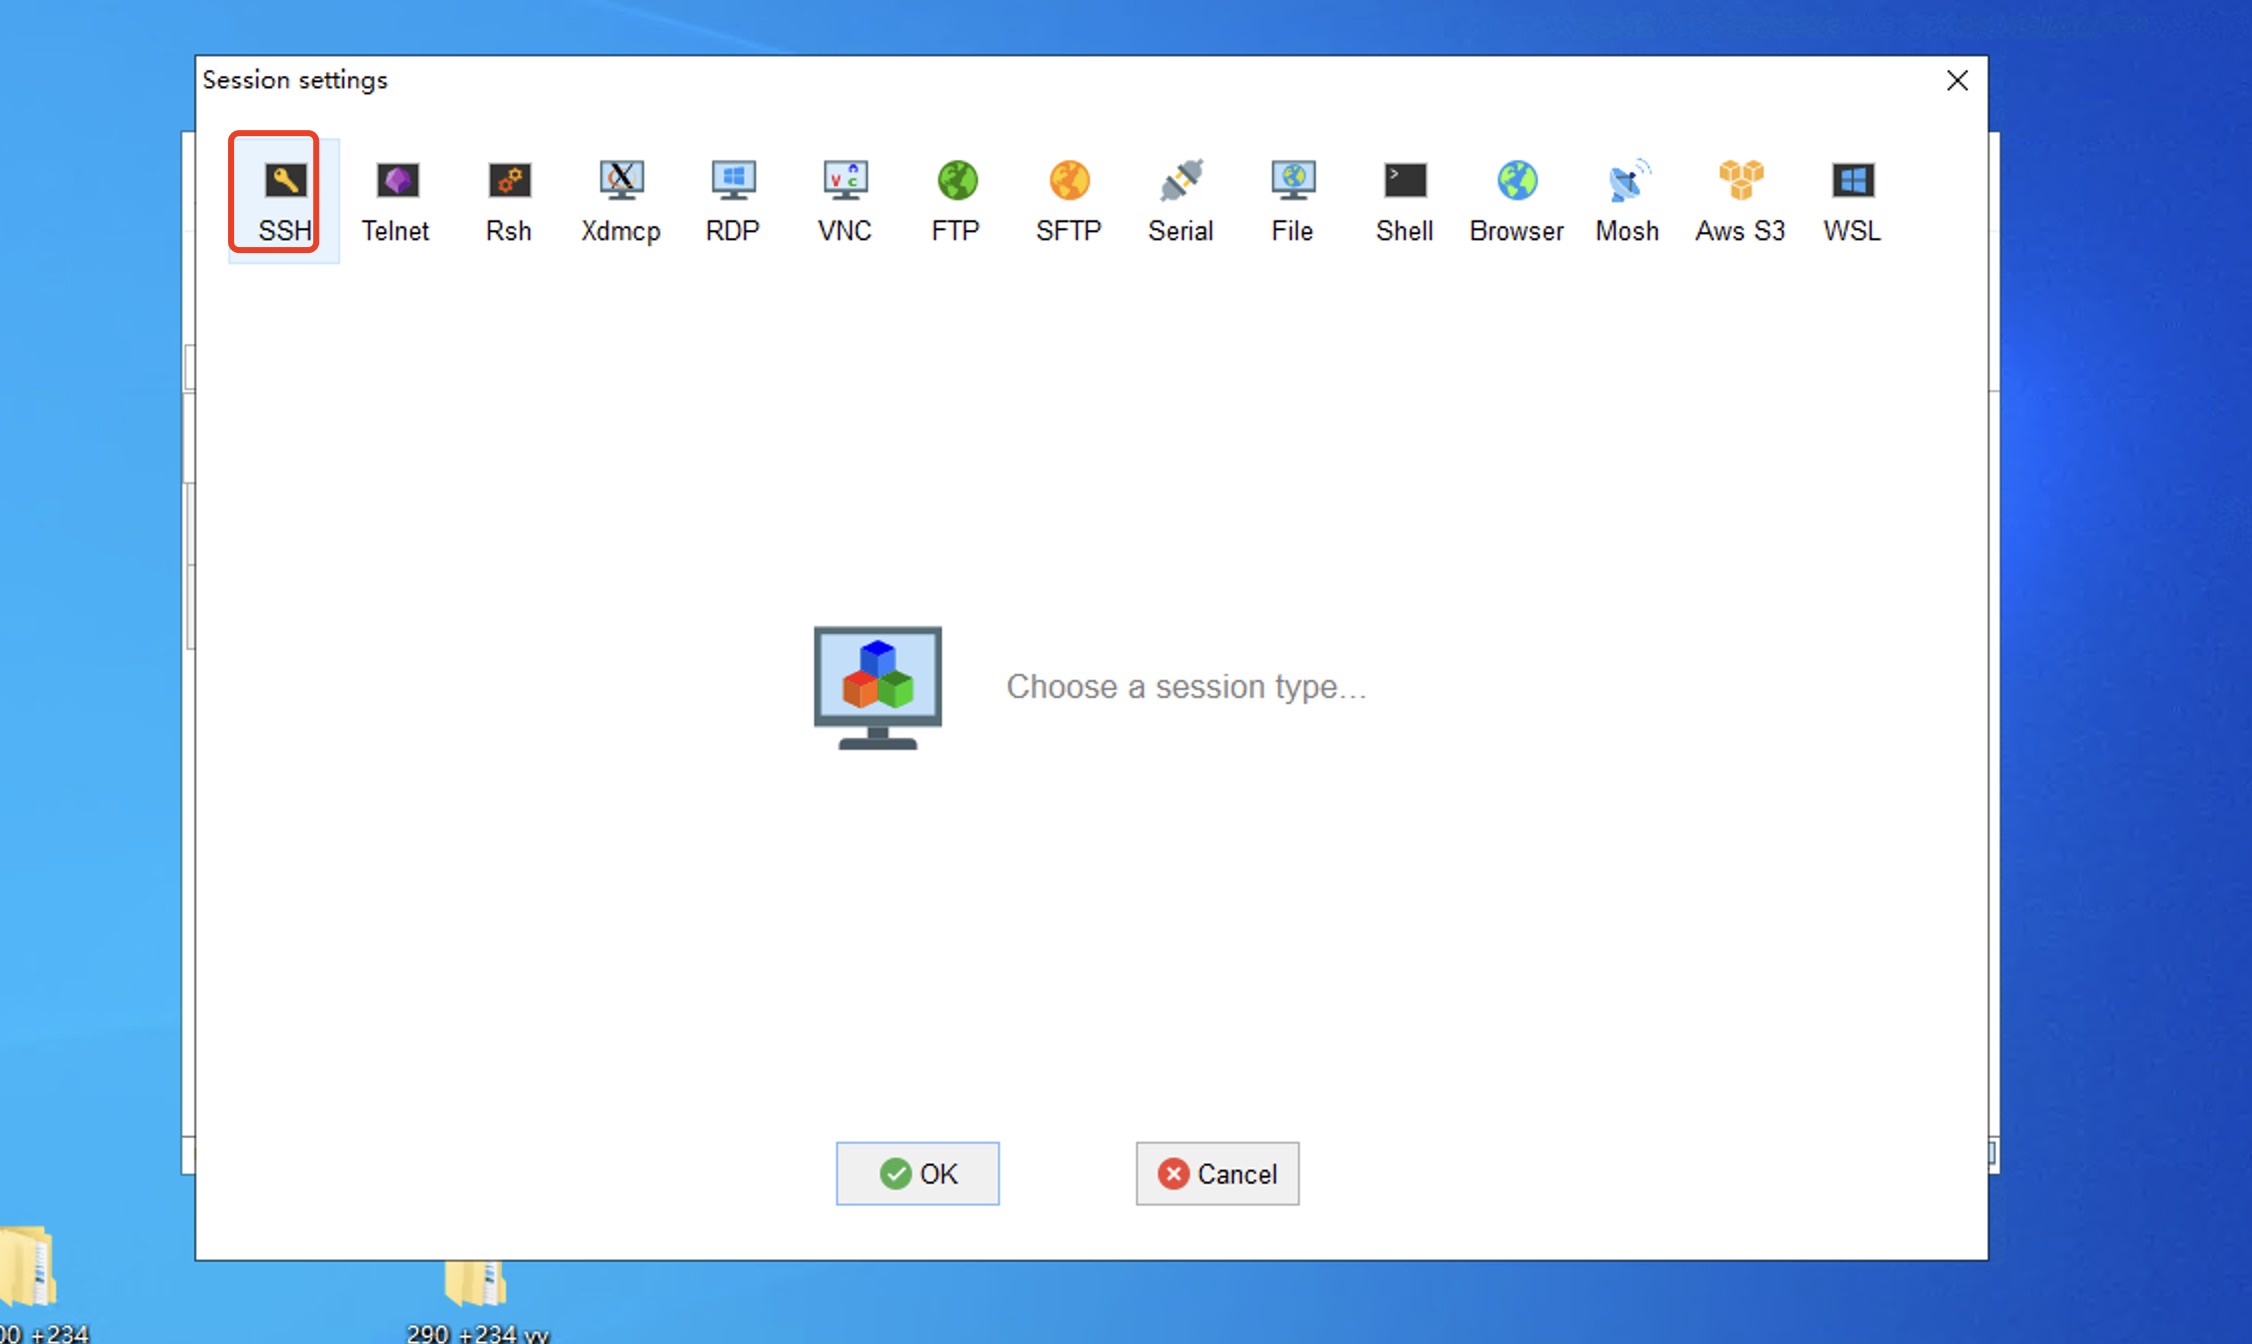 Session settings
SSH Telnet Rsh Xdmcp RDP VNC FTP SFTP Serial File Shell Browser Mosh Aws S3 WSL
Choose a session type...
OK Cancel
00 +234 290 +234 vv